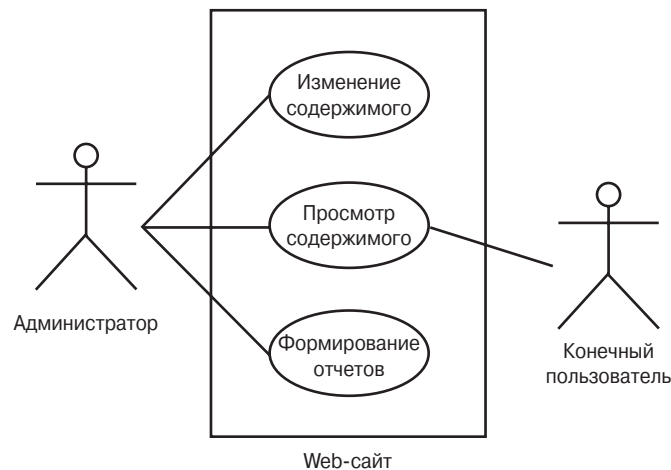 Изменение
содержимого
Просмотр
содержимого
Формирование
отчетов
Администратор
Конечный
пользователь
Web-сайт